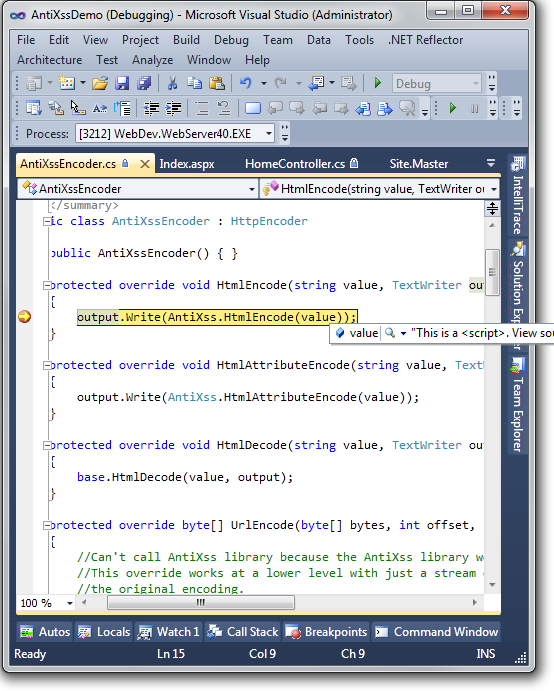 AntiXssDemo (Debugging) - Microsoft Visual Studio (Administrator)
File Edit View Project Build Debug Team Data Tools .NET Reflector
Architecture Test Analyze Window Help
Debug
Process: [3212] WebDev.WebServer40.EXE
AntiXssEncoder.cs Index.aspx HomeController.cs Site.Master
AntiXssEncoder HtmlEncode(string value, TextWriter ou
</summary>
ic class AntiXssEncoder : HttpEncoder
public AntiXssEncoder() { }
protected override void HtmlEncode(string value, TextWriter out
{
output.Write(AntiXss.HtmlEncode(value));
}
value "This is a <script>. View sou
protected override void HtmlAttributeEncode(string value, Text
{
output.Write(AntiXss.HtmlAttributeEncode(value));
}
protected override void HtmlDecode(string value, TextWriter out
{
base.HtmlDecode(value, output);
}
protected override byte[] UrlEncode(byte[] bytes, int offset,
{
//Can't call AntiXss library because the AntiXss library wo
//This override works at a lower level with just a stream o
//the original encoding.
100 %
IntelliTrace
Solution Explorer
Team Explorer
Autos Locals Watch 1 Call Stack Breakpoints Command Window
Ready Ln 15 Col 9 Ch 9 INS